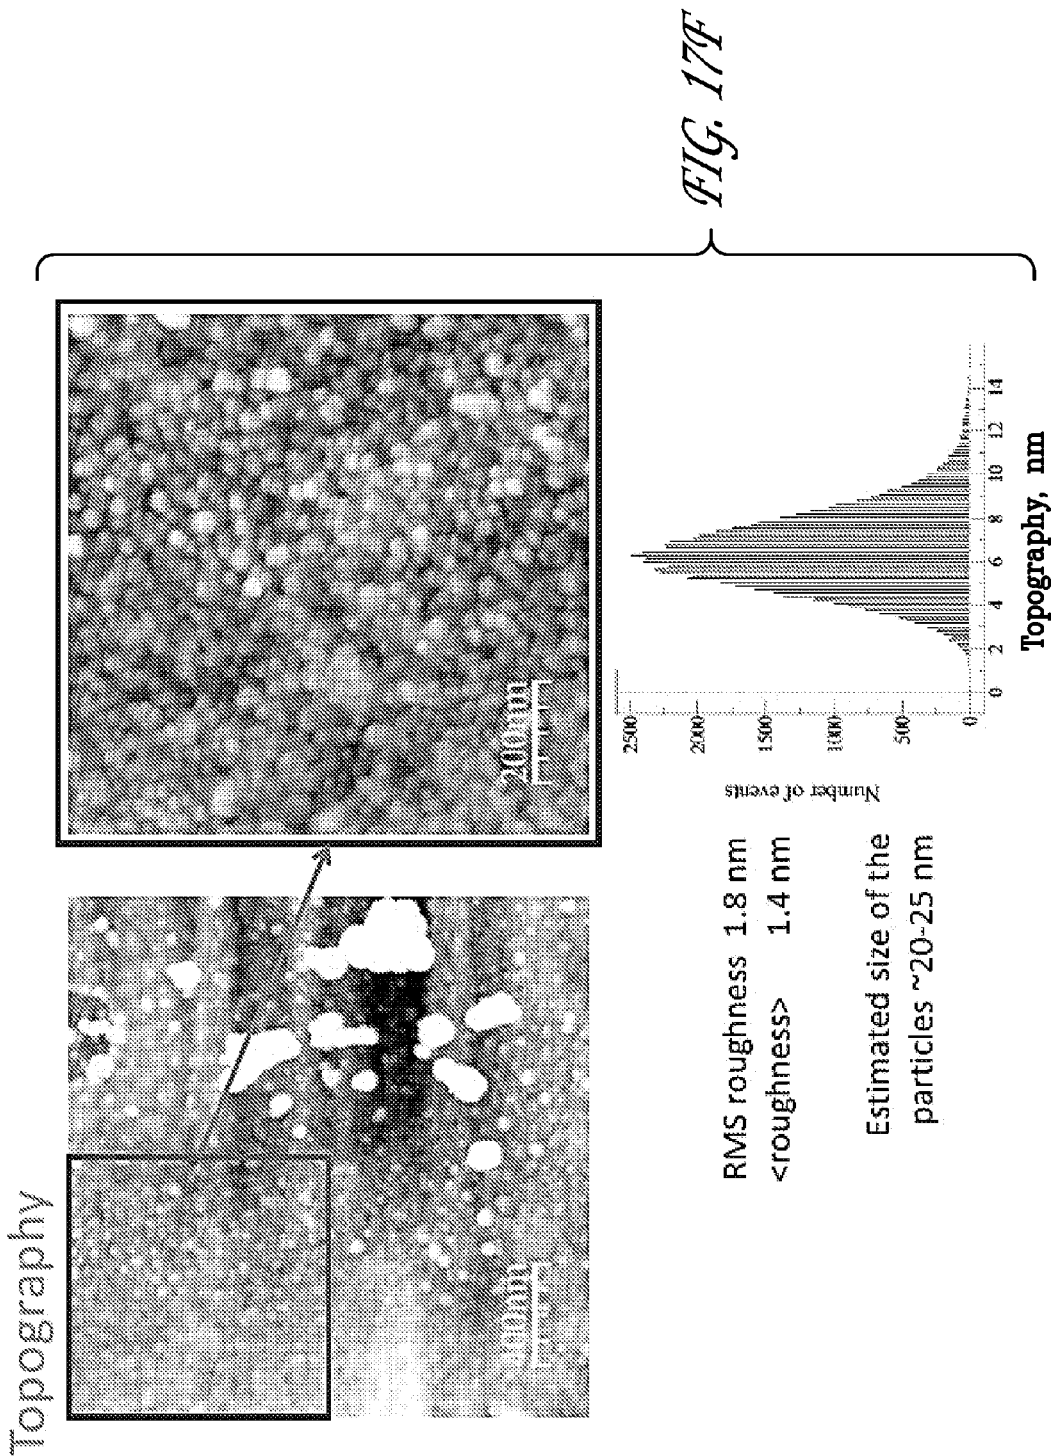 Topography
400nm
200nm
RMS roughness 1.8 nm
<roughness> 1.4 nm
Estimated size of the
particles ~20-25 nm
Number of events
2500
2000
1500
1000
500
0
0 2 4 6 8 10 12 14
Topography, nm
FIG. 17F